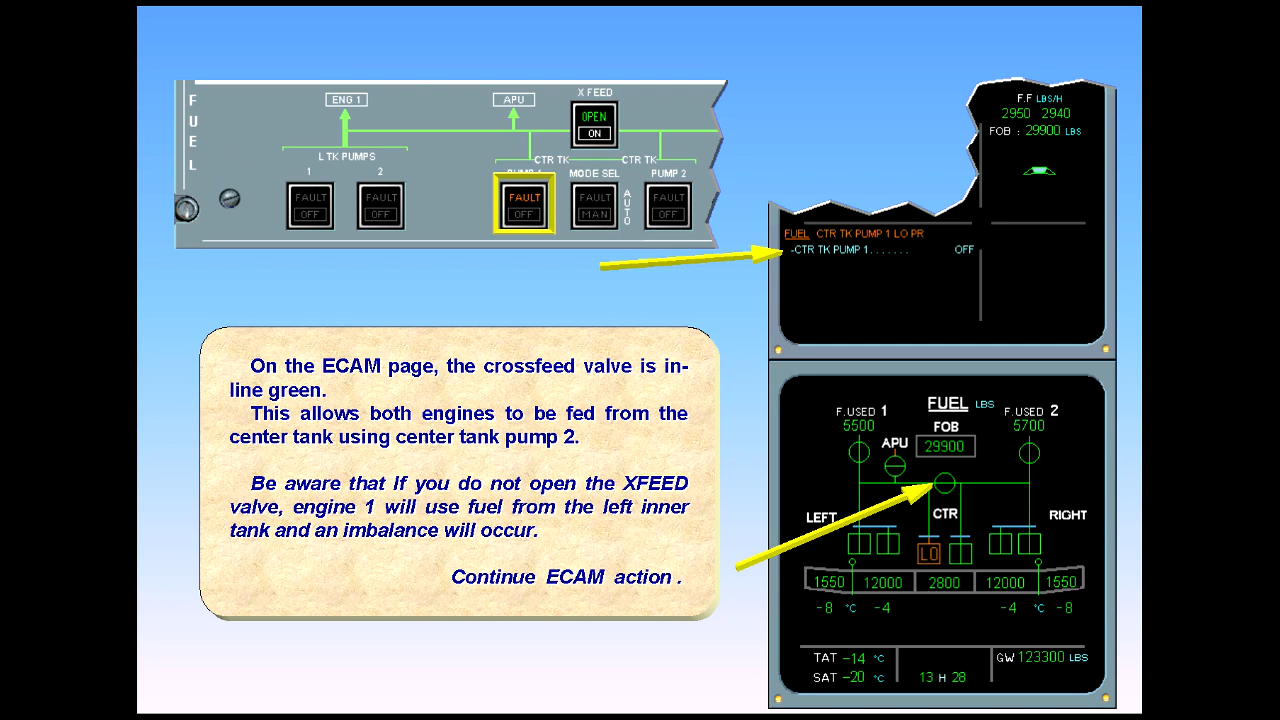 F
U
E
L
ENG 1
APU
X FEED
OPEN
ON
L TK PUMPS
1
2
CTR TK
CTR TK
PUMP 1
MODE SEL
PUMP 2
FAULT
OFF
FAULT
OFF
FAULT
OFF
FAULT
MAN
A
U
T
O
FAULT
OFF
F.F LBS/H
2950 2940
FOB : 29900 LBS
FUEL CTR TK PUMP 1 LO PR
-CTR TK PUMP 1....... OFF
On the ECAM page, the crossfeed valve is in-
line green.
This allows both engines to be fed from the
center tank using center tank pump 2.
Be aware that If you do not open the XFEED
valve, engine 1 will use fuel from the left inner
tank and an imbalance will occur.
Continue ECAM action .
FUEL LBS
F.USED 1
F.USED 2
5500
FOB
5700
APU
29900
LEFT
CTR
RIGHT
LO
1550 12000 2800 12000 1550
-8 °C -4 -4 °C -8
TAT -14 °C
GW 123300 LBS
SAT -20 °C
13 H 28